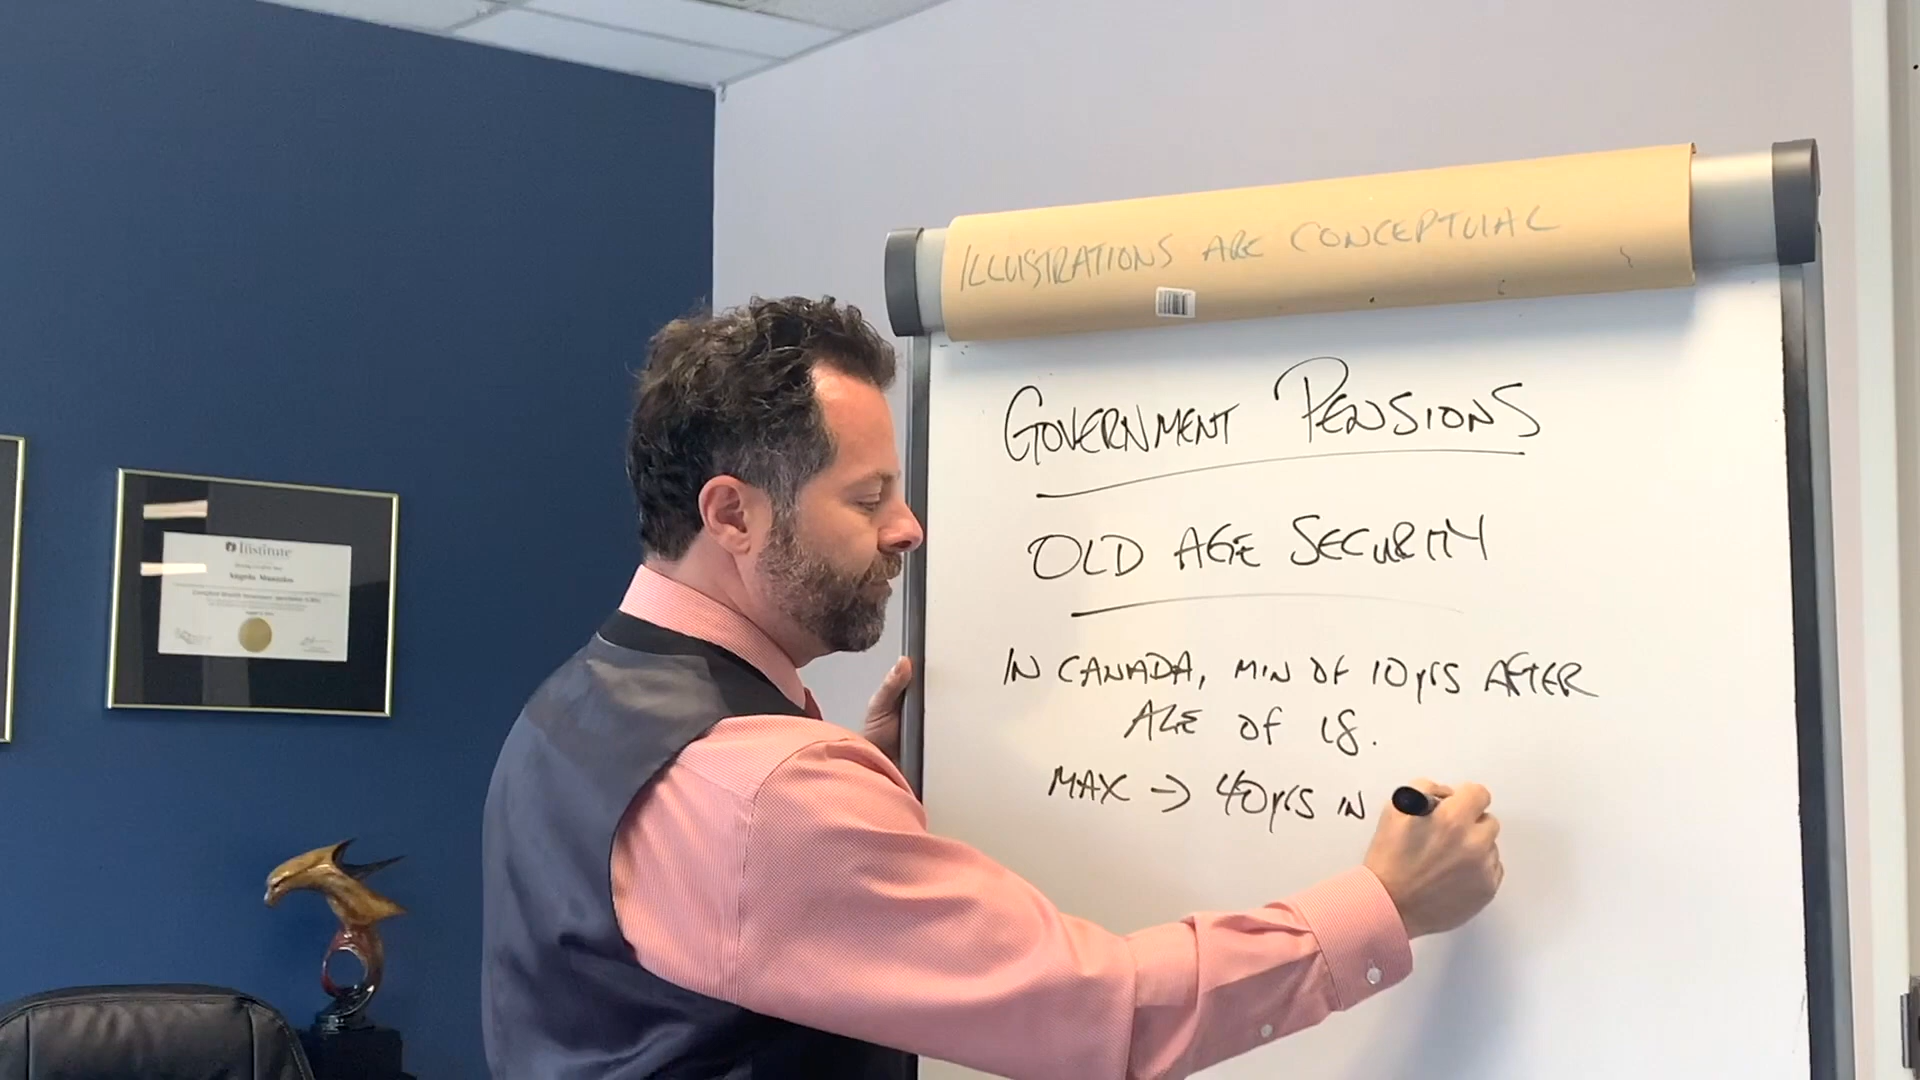 ILLUSTRATIONS ARE CONCEPTUAL
GOVERNMENT PENSIONS
OLD AGE SECURITY
IN CANADA, MIN OF 10yrs AFTER
AGE OF 18.
MAX → 40yrs IN
Institute